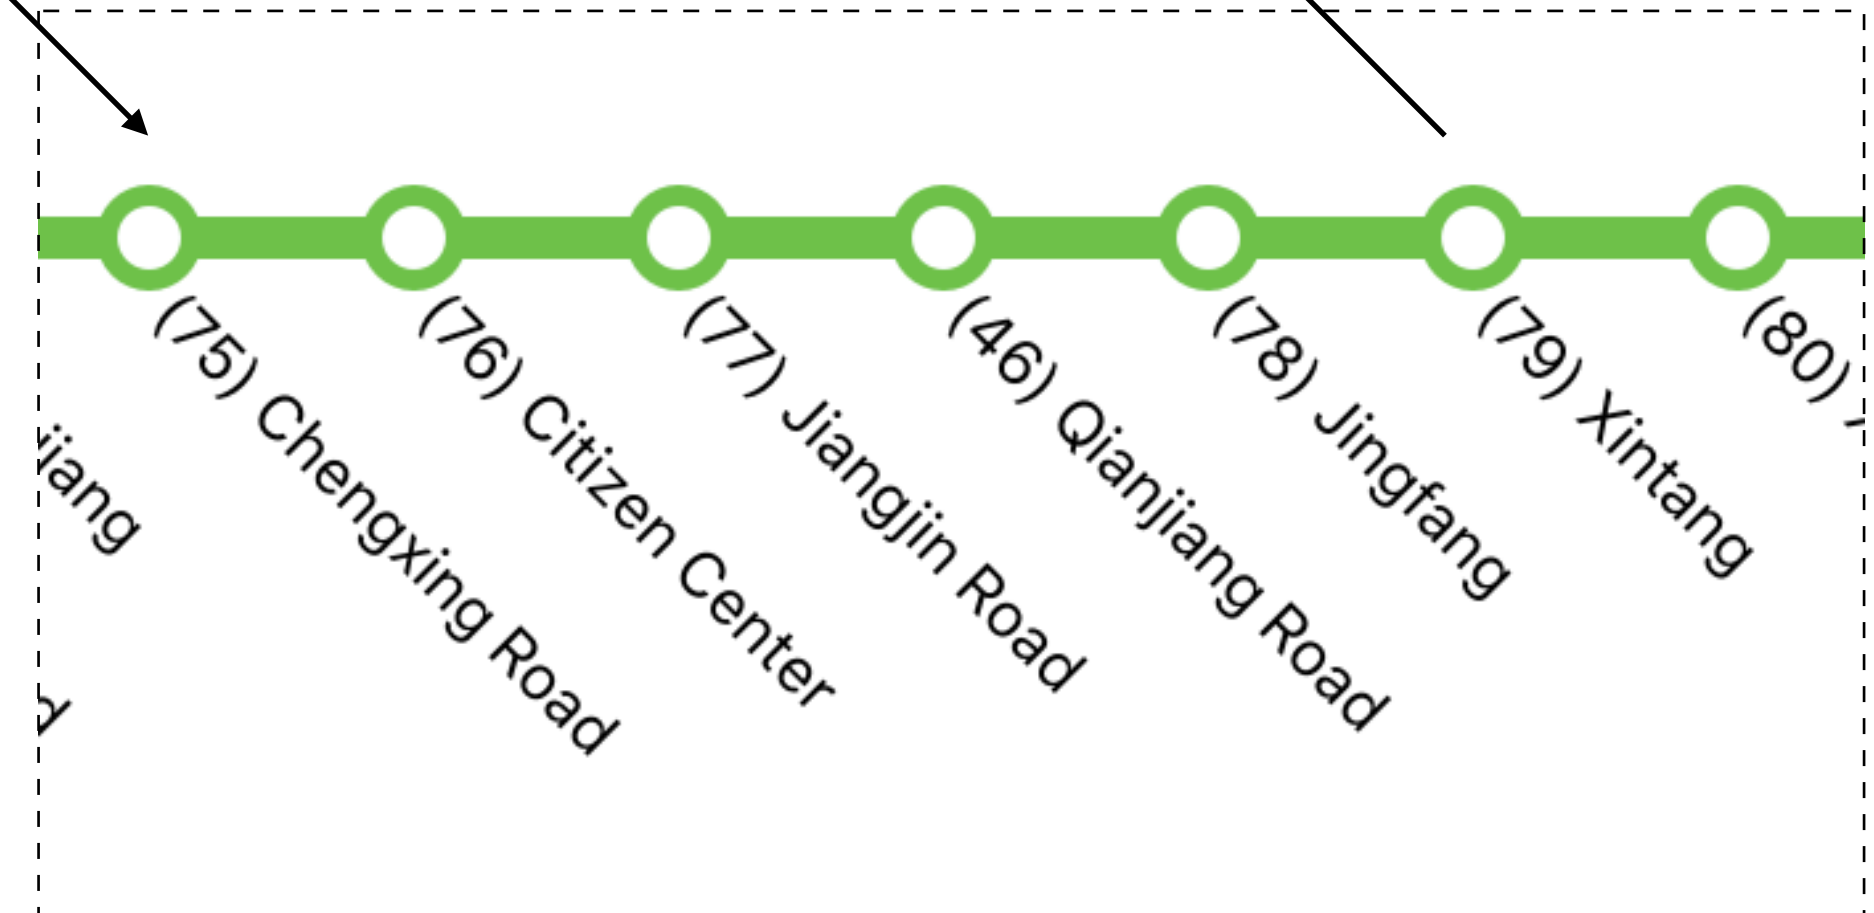 (75) Chengxing Road
(76) Citizen Center
(77) Jiangjin Road
(46) Qianjiang Road
(78) Jingfang
(79) Xintang
(80)